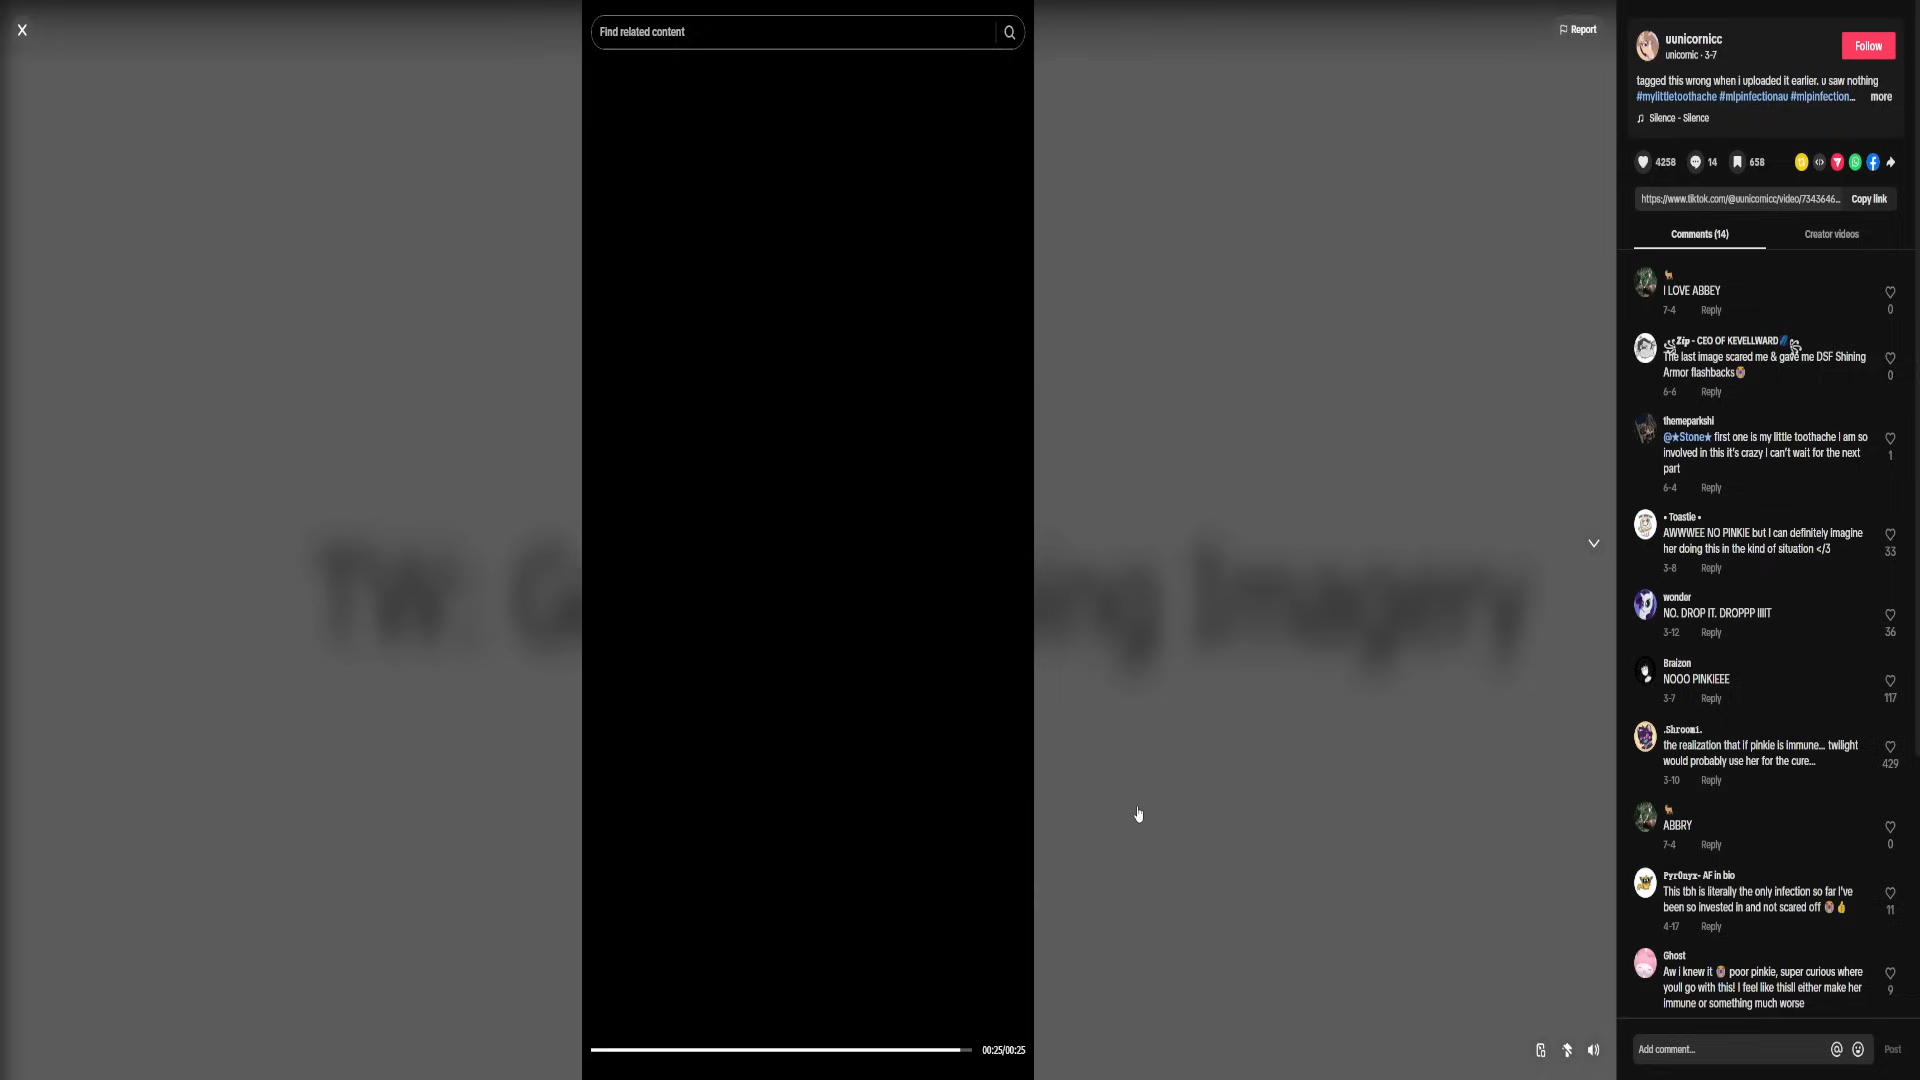 Find related content
Report
uunicornicc
unicornic · 3-7
Follow
tagged this wrong when i uploaded it earlier. u saw nothing
#mylittletoothache #mlpinfectionau #mlpinfection... more
Silence - Silence
4258
14
658
https://www.tiktok.com/@uunicornicc/video/7343646...
Copy link
Comments (14)
Creator videos
I LOVE ABBEY
7-4 Reply
0
Zip - CEO OF KEVELLWARD
The last image scared me & gave me DSF Shining
Armor flashbacks
6-6 Reply
0
themeparkshi
@★Stone★ first one is my little toothache I am so
involved in this it's crazy I can't wait for the next
part
6-4 Reply
1
• Toastie •
AWWWEE NO PINKIE but I can definitely imagine
her doing this in the kind of situation </3
3-8 Reply
33
wonder
NO. DROP IT. DROPPP IIIIT
3-12 Reply
36
Braizon
NOOO PINKIEEE
3-7 Reply
117
.Shroom1.
the realization that if pinkie is immune... twilight
would probably use her for the cure...
3-10 Reply
429
ABBRY
7-4 Reply
0
Pyr0nyx- AF in bio
This tbh is literally the only infection so far I've
been so invested in and not scared off
4-17 Reply
11
Ghost
Aw i knew it poor pinkie, super curious where
youll go with this! I feel like thisll either make her
immune or something much worse
9
TW: G
ing Imagery
00:25/00:25
Add comment...
Post